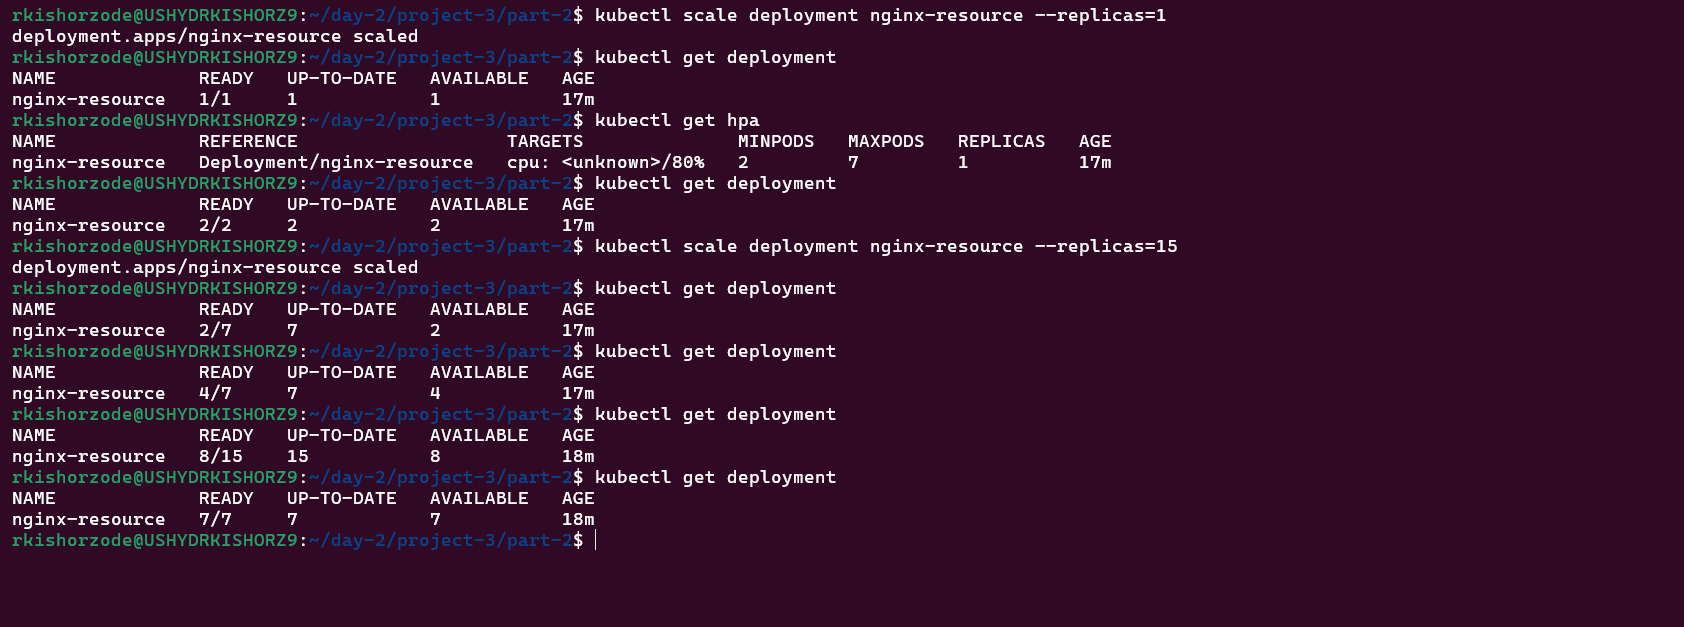 rkishorzode@USHYDRKISHORZ9:~/day-2/project-3/part-2$ kubectl scale deployment nginx-resource --replicas=1
deployment.apps/nginx-resource scaled
rkishorzode@USHYDRKISHORZ9:~/day-2/project-3/part-2$ kubectl get deployment
NAME             READY   UP-TO-DATE   AVAILABLE   AGE
nginx-resource   1/1     1            1           17m
rkishorzode@USHYDRKISHORZ9:~/day-2/project-3/part-2$ kubectl get hpa
NAME             REFERENCE                   TARGETS              MINPODS   MAXPODS   REPLICAS   AGE
nginx-resource   Deployment/nginx-resource   cpu: <unknown>/80%   2         7         1          17m
rkishorzode@USHYDRKISHORZ9:~/day-2/project-3/part-2$ kubectl get deployment
NAME             READY   UP-TO-DATE   AVAILABLE   AGE
nginx-resource   2/2     2            2           17m
rkishorzode@USHYDRKISHORZ9:~/day-2/project-3/part-2$ kubectl scale deployment nginx-resource --replicas=15
deployment.apps/nginx-resource scaled
rkishorzode@USHYDRKISHORZ9:~/day-2/project-3/part-2$ kubectl get deployment
NAME             READY   UP-TO-DATE   AVAILABLE   AGE
nginx-resource   2/7     7            2           17m
rkishorzode@USHYDRKISHORZ9:~/day-2/project-3/part-2$ kubectl get deployment
NAME             READY   UP-TO-DATE   AVAILABLE   AGE
nginx-resource   4/7     7            4           17m
rkishorzode@USHYDRKISHORZ9:~/day-2/project-3/part-2$ kubectl get deployment
NAME             READY   UP-TO-DATE   AVAILABLE   AGE
nginx-resource   8/15    15           8           18m
rkishorzode@USHYDRKISHORZ9:~/day-2/project-3/part-2$ kubectl get deployment
NAME             READY   UP-TO-DATE   AVAILABLE   AGE
nginx-resource   7/7     7            7           18m
rkishorzode@USHYDRKISHORZ9:~/day-2/project-3/part-2$